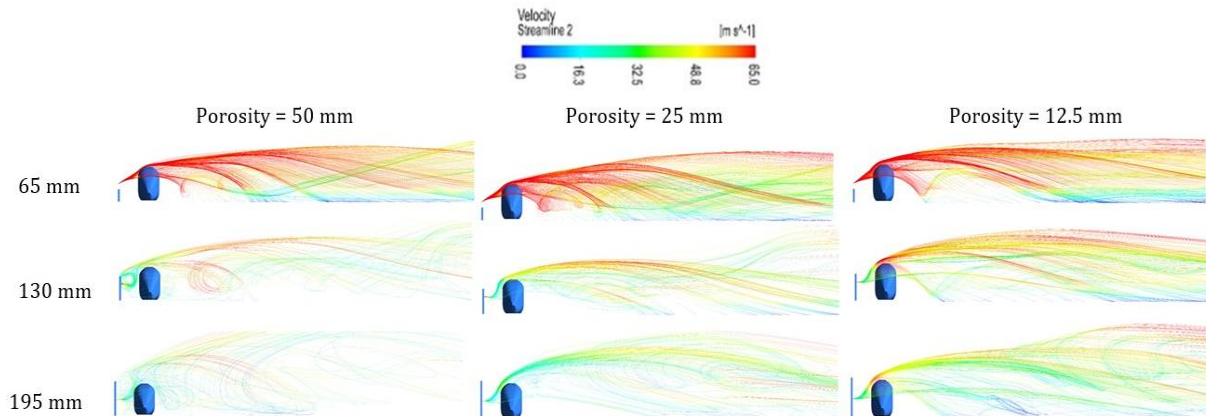 Velocity
Streamline 2
[m s^-1]
0.0
16.3
32.5
48.8
65.0
Porosity = 50 mm
Porosity = 25 mm
Porosity = 12.5 mm
65 mm
130 mm
195 mm